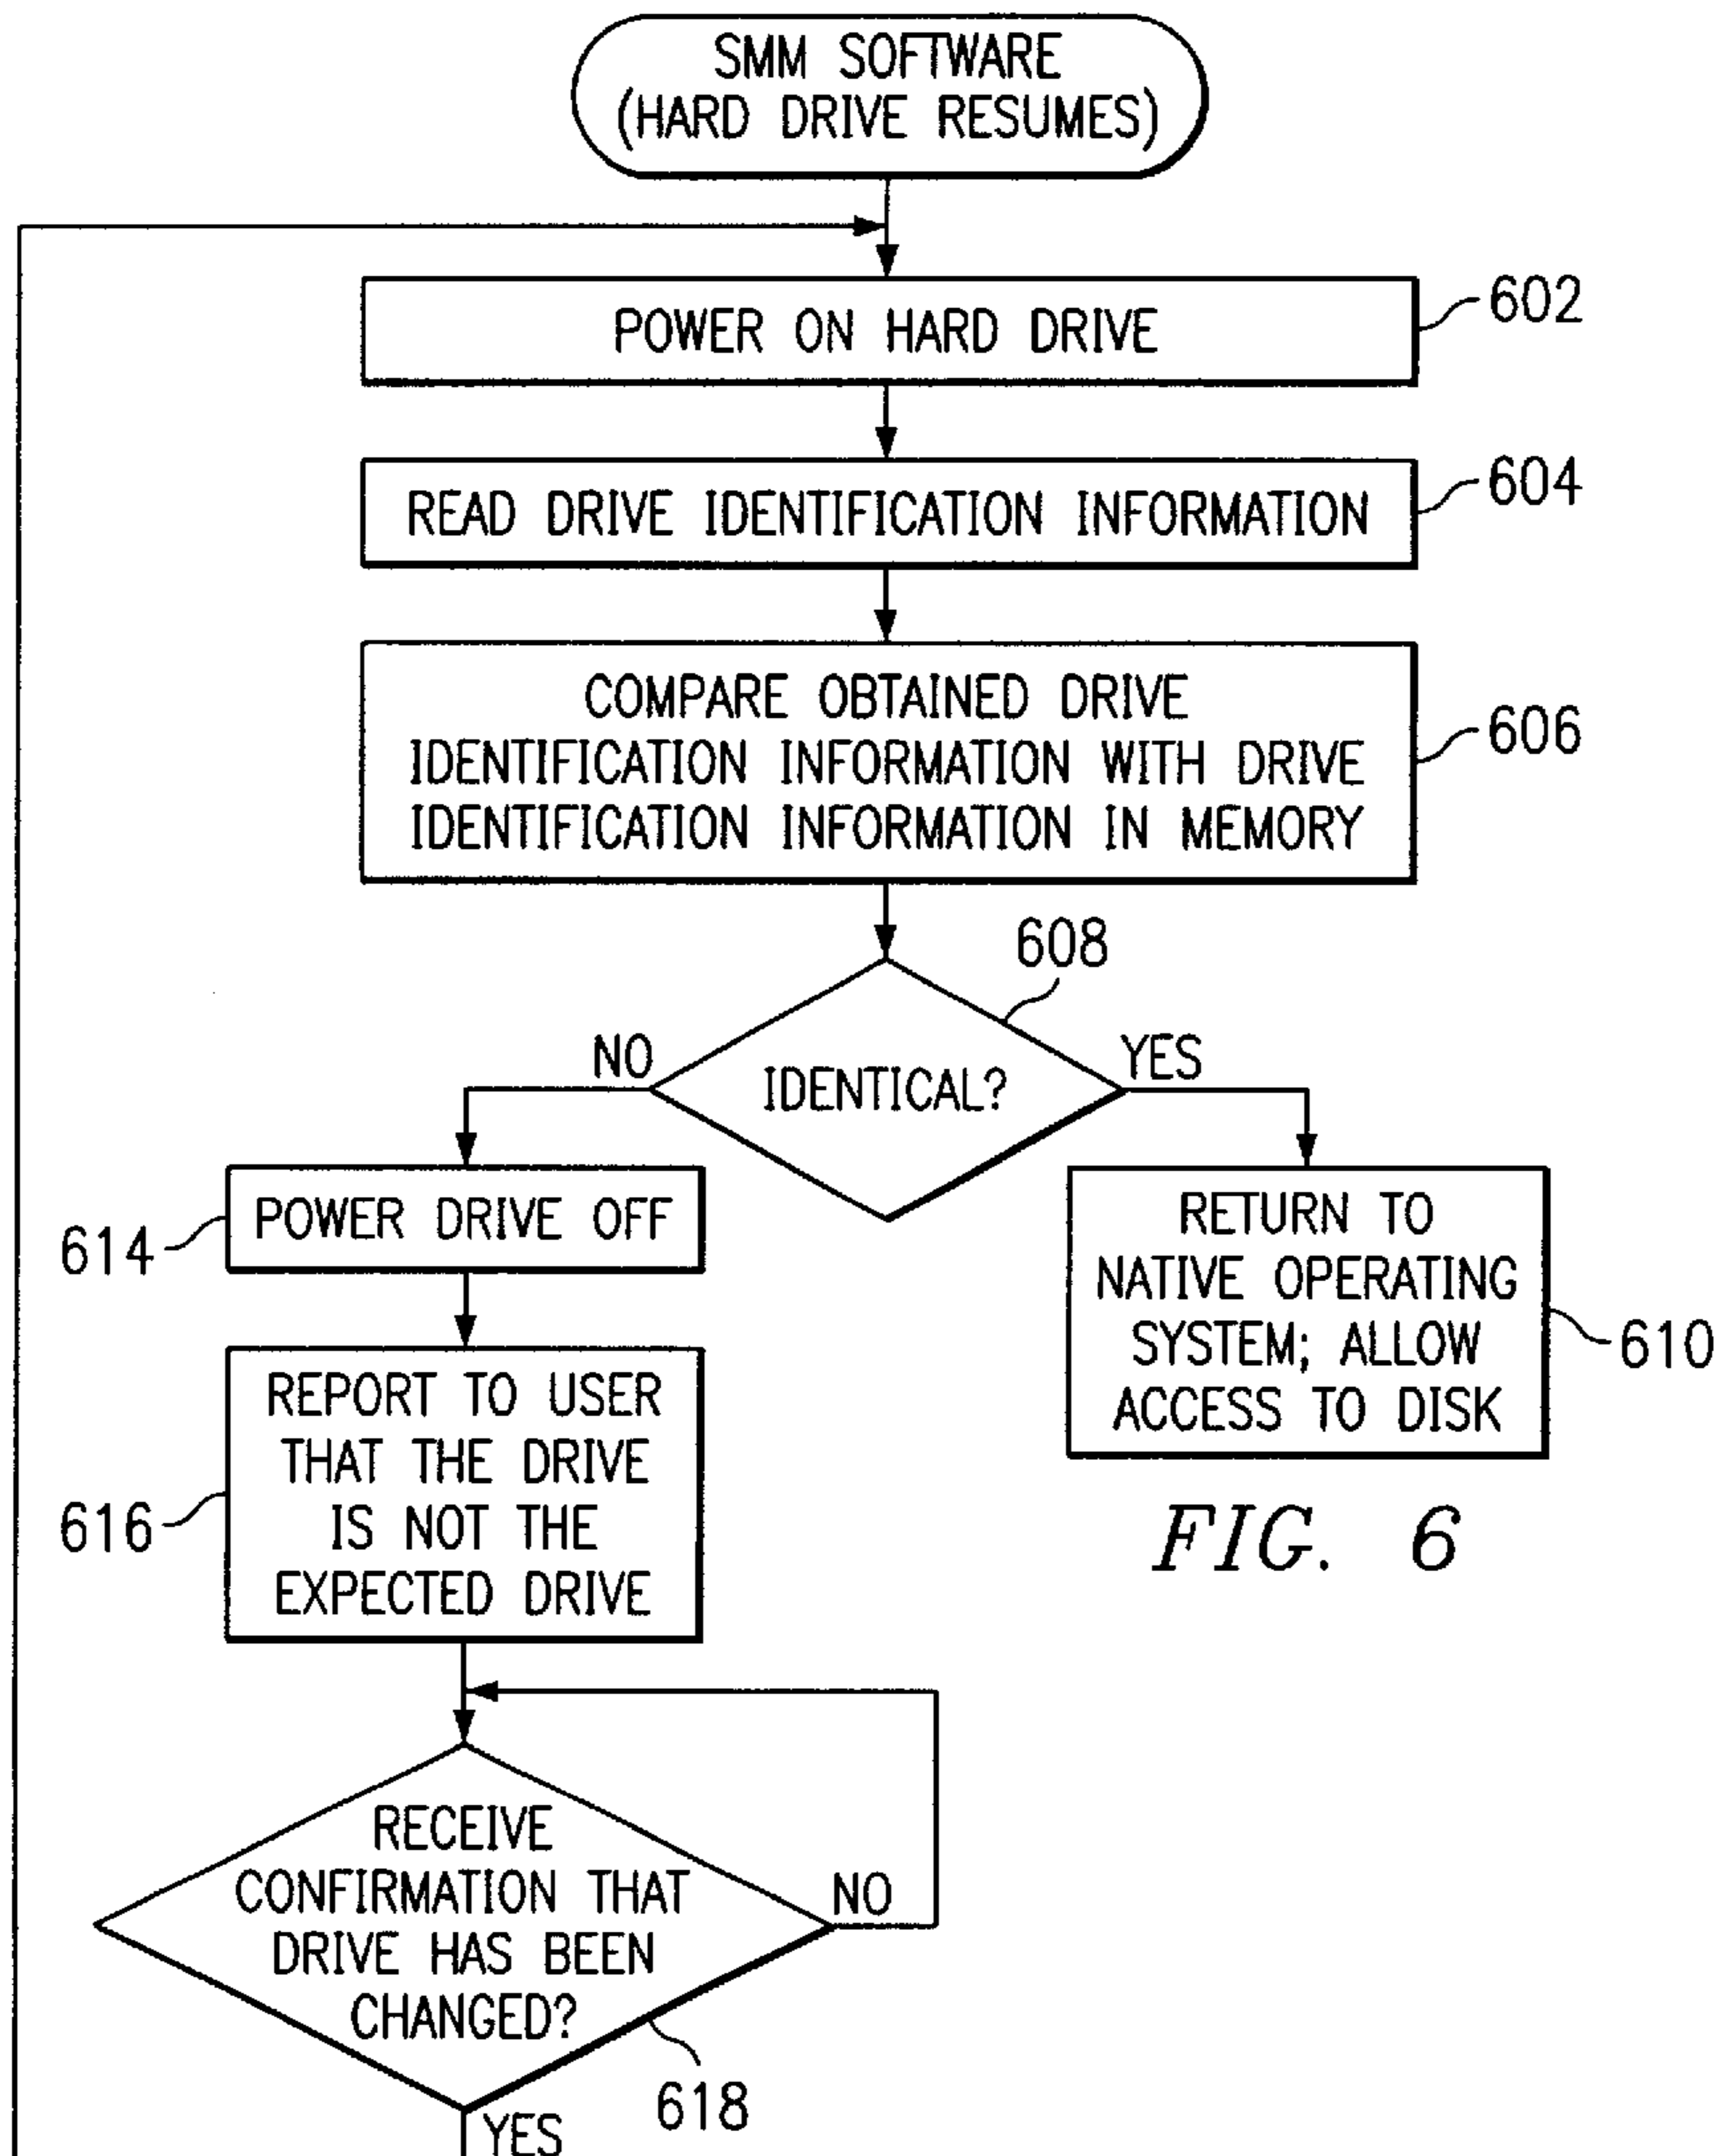 SMM SOFTWARE
(HARD DRIVE RESUMES)
POWER ON HARD DRIVE
602
READ DRIVE IDENTIFICATION INFORMATION
604
COMPARE OBTAINED DRIVE
IDENTIFICATION INFORMATION WITH DRIVE
IDENTIFICATION INFORMATION IN MEMORY
606
608
IDENTICAL?
NO
YES
POWER DRIVE OFF
614
RETURN TO
NATIVE OPERATING
SYSTEM; ALLOW
ACCESS TO DISK
610
REPORT TO USER
THAT THE DRIVE
IS NOT THE
EXPECTED DRIVE
616
FIG. 6
RECEIVE
CONFIRMATION THAT
DRIVE HAS BEEN
CHANGED?
NO
618
YES